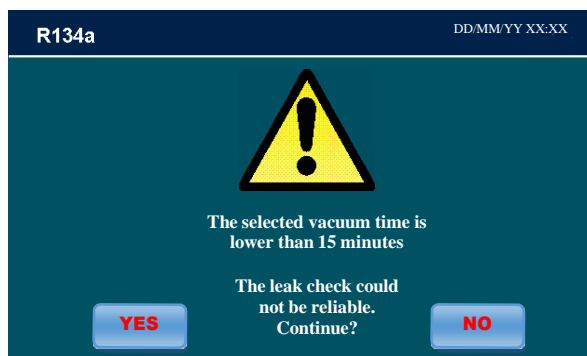 R134a
DD/MM/YY XX:XX
The selected vacuum time is
lower than 15 minutes
The leak check could
not be reliable.
Continue?
YES
NO